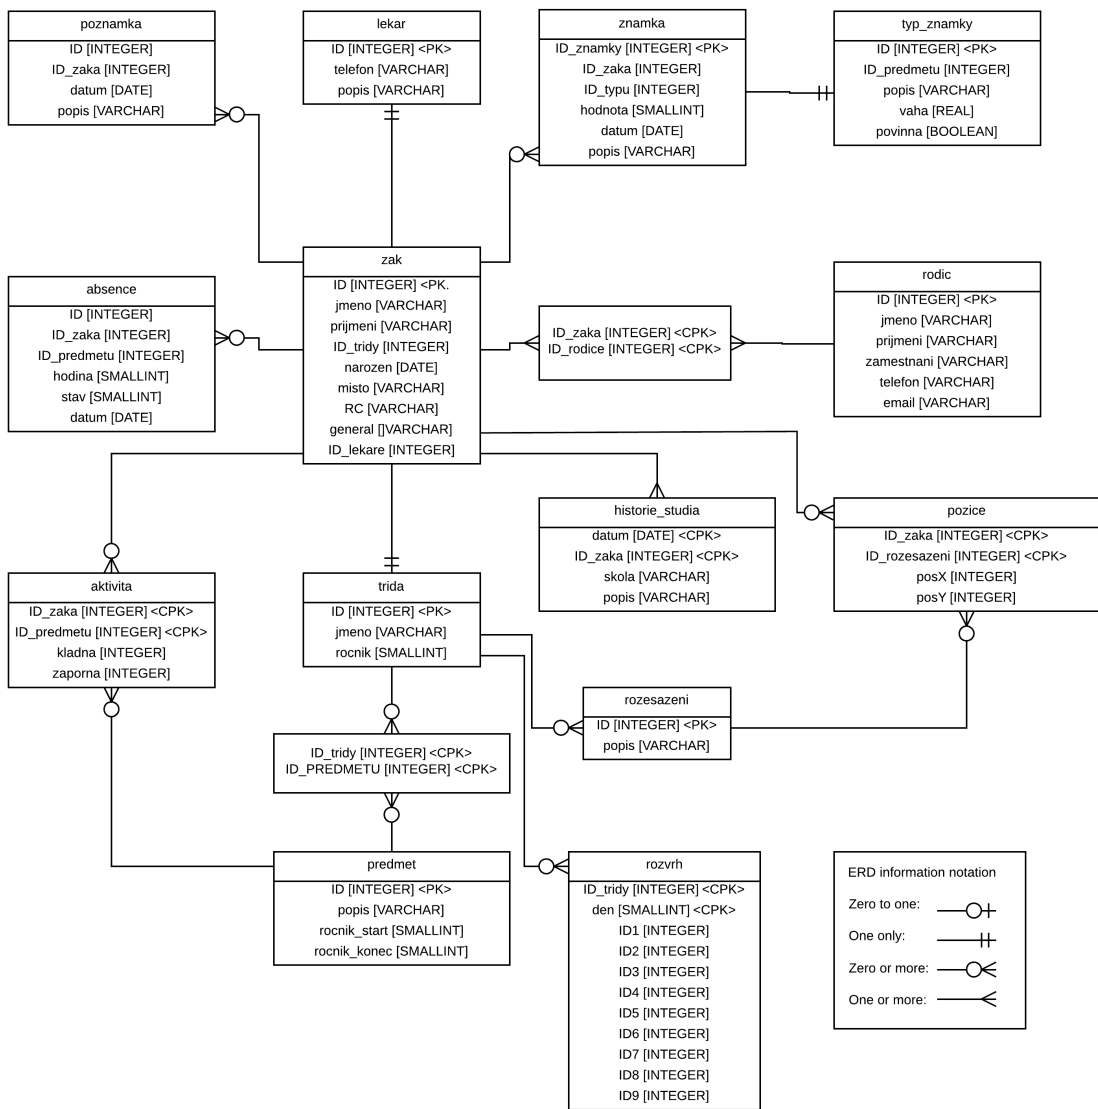 poznamka
ID [INTEGER]
ID_zaka [INTEGER]
datum [DATE]
popis [VARCHAR]
lekar
ID [INTEGER] <PK>
telefon [VARCHAR]
popis [VARCHAR]
znamka
ID_znamky [INTEGER] <PK>
ID_zaka [INTEGER]
ID_typu [INTEGER]
hodnota [SMALLINT]
datum [DATE]
popis [VARCHAR]
typ_znamky
ID [INTEGER] <PK>
ID_predmetu [INTEGER]
popis [VARCHAR]
vaha [REAL]
povinna [BOOLEAN]
absence
ID [INTEGER]
ID_zaka [INTEGER]
ID_predmetu [INTEGER]
hodina [SMALLINT]
stav [SMALLINT]
datum [DATE]
zak
ID [INTEGER] <PK.
jmeno [VARCHAR]
prijmeni [VARCHAR]
ID_tridy [INTEGER]
narozen [DATE]
misto [VARCHAR]
RC [VARCHAR]
general []VARCHAR]
ID_lekare [INTEGER]
ID_zaka [INTEGER] <CPK>
ID_rodice [INTEGER] <CPK>
rodic
ID [INTEGER] <PK>
jmeno [VARCHAR]
prijmeni [VARCHAR]
zamestnani [VARCHAR]
telefon [VARCHAR]
email [VARCHAR]
historie_studia
datum [DATE] <CPK>
ID_zaka [INTEGER] <CPK>
skola [VARCHAR]
popis [VARCHAR]
pozice
ID_zaka [INTEGER] <CPK>
ID_rozesazeni [INTEGER] <CPK>
posX [INTEGER]
posY [INTEGER]
aktivita
ID_zaka [INTEGER] <CPK>
ID_predmetu [INTEGER] <CPK>
kladna [INTEGER]
zaporna [INTEGER]
trida
ID [INTEGER] <PK>
jmeno [VARCHAR]
rocnik [SMALLINT]
rozesazeni
ID [INTEGER] <PK>
popis [VARCHAR]
ID_tridy [INTEGER] <CPK>
ID_PREDMETU [INTEGER] <CPK>
predmet
ID [INTEGER] <PK>
popis [VARCHAR]
rocnik_start [SMALLINT]
rocnik_konec [SMALLINT]
rozvrh
ID_tridy [INTEGER] <CPK>
den [SMALLINT] <CPK>
ID1 [INTEGER]
ID2 [INTEGER]
ID3 [INTEGER]
ID4 [INTEGER]
ID5 [INTEGER]
ID6 [INTEGER]
ID7 [INTEGER]
ID8 [INTEGER]
ID9 [INTEGER]
ERD information notation
Zero to one:
One only:
Zero or more:
One or more: